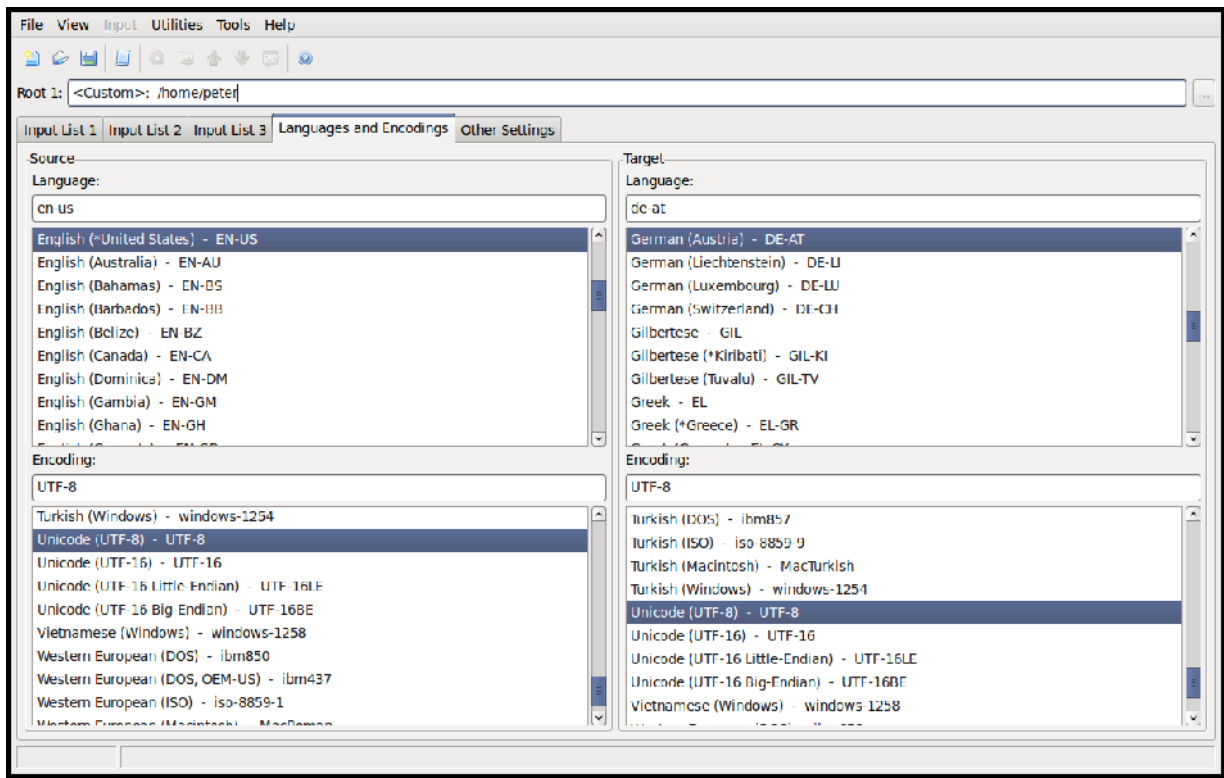 File View Input Utilities Tools Help
Root 1: <Custom>: /home/peter
...
Input List 1 Input List 2 Input List 3 Languages and Encodings Other Settings
Source
Language:
en-us
English (*United States) - EN-US
English (Australia) - EN-AU
English (Bahamas) - EN-BS
English (Barbados) - EN-BB
English (Belize) - EN-BZ
English (Canada) - EN-CA
English (Dominica) - EN-DM
English (Gambia) - EN-GM
English (Ghana) - EN-GH
Encoding:
UTF-8
Turkish (Windows) - windows-1254
Unicode (UTF-8) - UTF-8
Unicode (UTF-16) - UTF-16
Unicode (UTF-16 Little-Endian) - UTF-16LE
Unicode (UTF-16 Big-Endian) - UTF-16BE
Vietnamese (Windows) - windows-1258
Western European (DOS) - ibm850
Western European (DOS, OEM-US) - ibm437
Western European (ISO) - iso-8859-1
Western European (Macintosh) - MacRoman
Target
Language:
de-at
German (Austria) - DE-AT
German (Liechtenstein) - DE-LI
German (Luxembourg) - DE-LU
German (Switzerland) - DE-CH
Gilbertese - GIL
Gilbertese (*Kiribati) - GIL-KI
Gilbertese (Tuvalu) - GIL-TV
Greek - EL
Greek (*Greece) - EL-GR
Encoding:
UTF-8
Turkish (DOS) - ibm857
Turkish (ISO) - iso-8859-9
Turkish (Macintosh) - MacTurkish
Turkish (Windows) - windows-1254
Unicode (UTF-8) - UTF-8
Unicode (UTF-16) - UTF-16
Unicode (UTF-16 Little-Endian) - UTF-16LE
Unicode (UTF-16 Big-Endian) - UTF-16BE
Vietnamese (Windows) - windows-1258